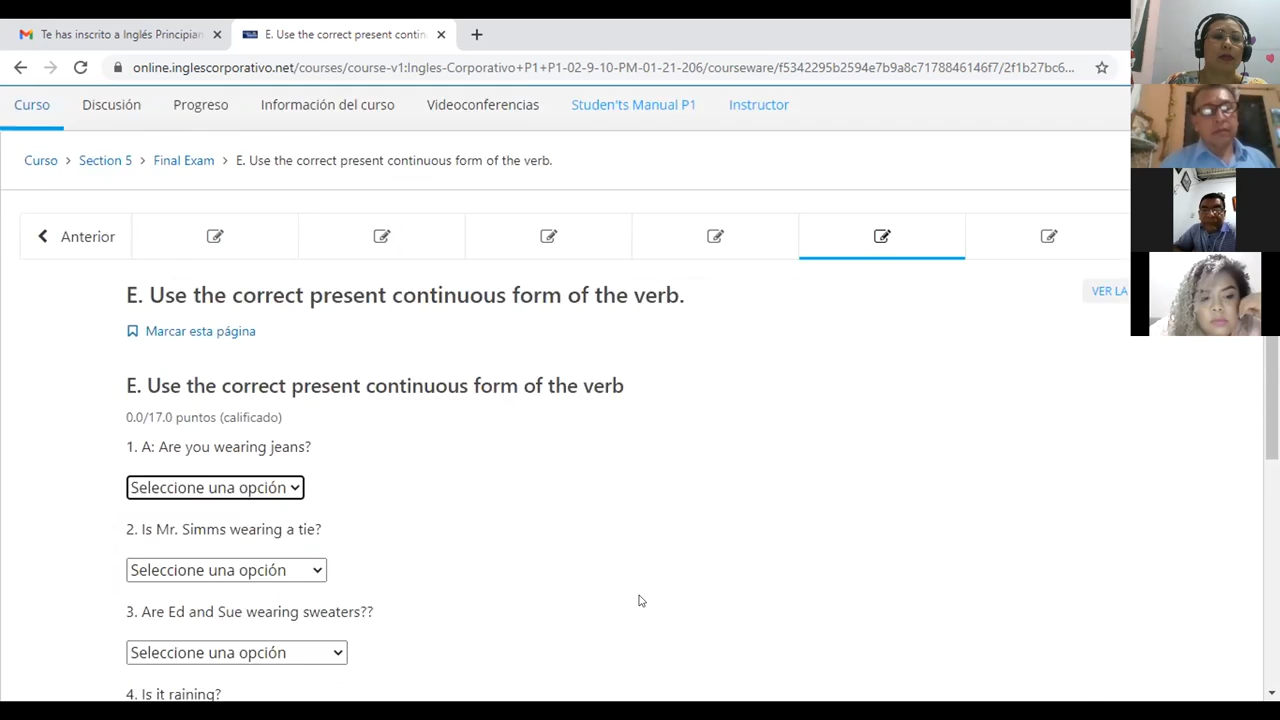 Te has inscrito a Inglés Principian
E. Use the correct present contin
online.inglescorporativo.net/courses/course-v1:Ingles-Corporativo+P1+P1-02-9-10-PM-01-21-206/courseware/f5342295b2594e7b9a8c7178846146f7/2f1b27bc6...
Curso Discusión Progreso Información del curso Videoconferencias Studen'ts Manual P1 Instructor
Curso > Section 5 > Final Exam > E. Use the correct present continuous form of the verb.
Anterior
E. Use the correct present continuous form of the verb.
VER LA
Marcar esta página
E. Use the correct present continuous form of the verb
0.0/17.0 puntos (calificado)
1. A: Are you wearing jeans?
Seleccione una opción
2. Is Mr. Simms wearing a tie?
Seleccione una opción
3. Are Ed and Sue wearing sweaters??
Seleccione una opción
4. Is it raining?